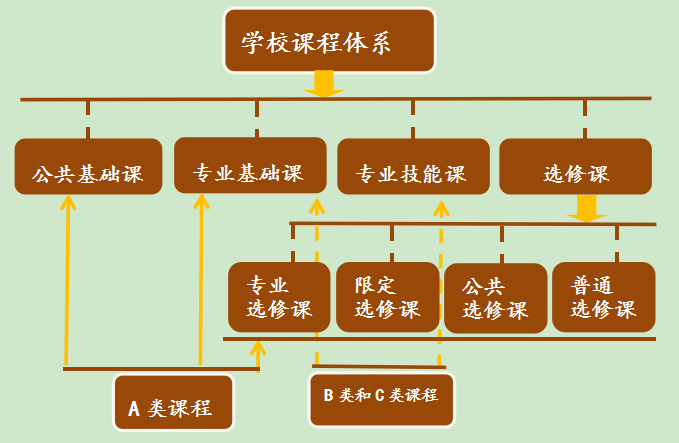 学校课程体系
公共基础课
专业基础课
专业技能课
选修课
专业
选修课
限定
选修课
公共
选修课
普通
选修课
A 类课程
B 类和 C 类课程